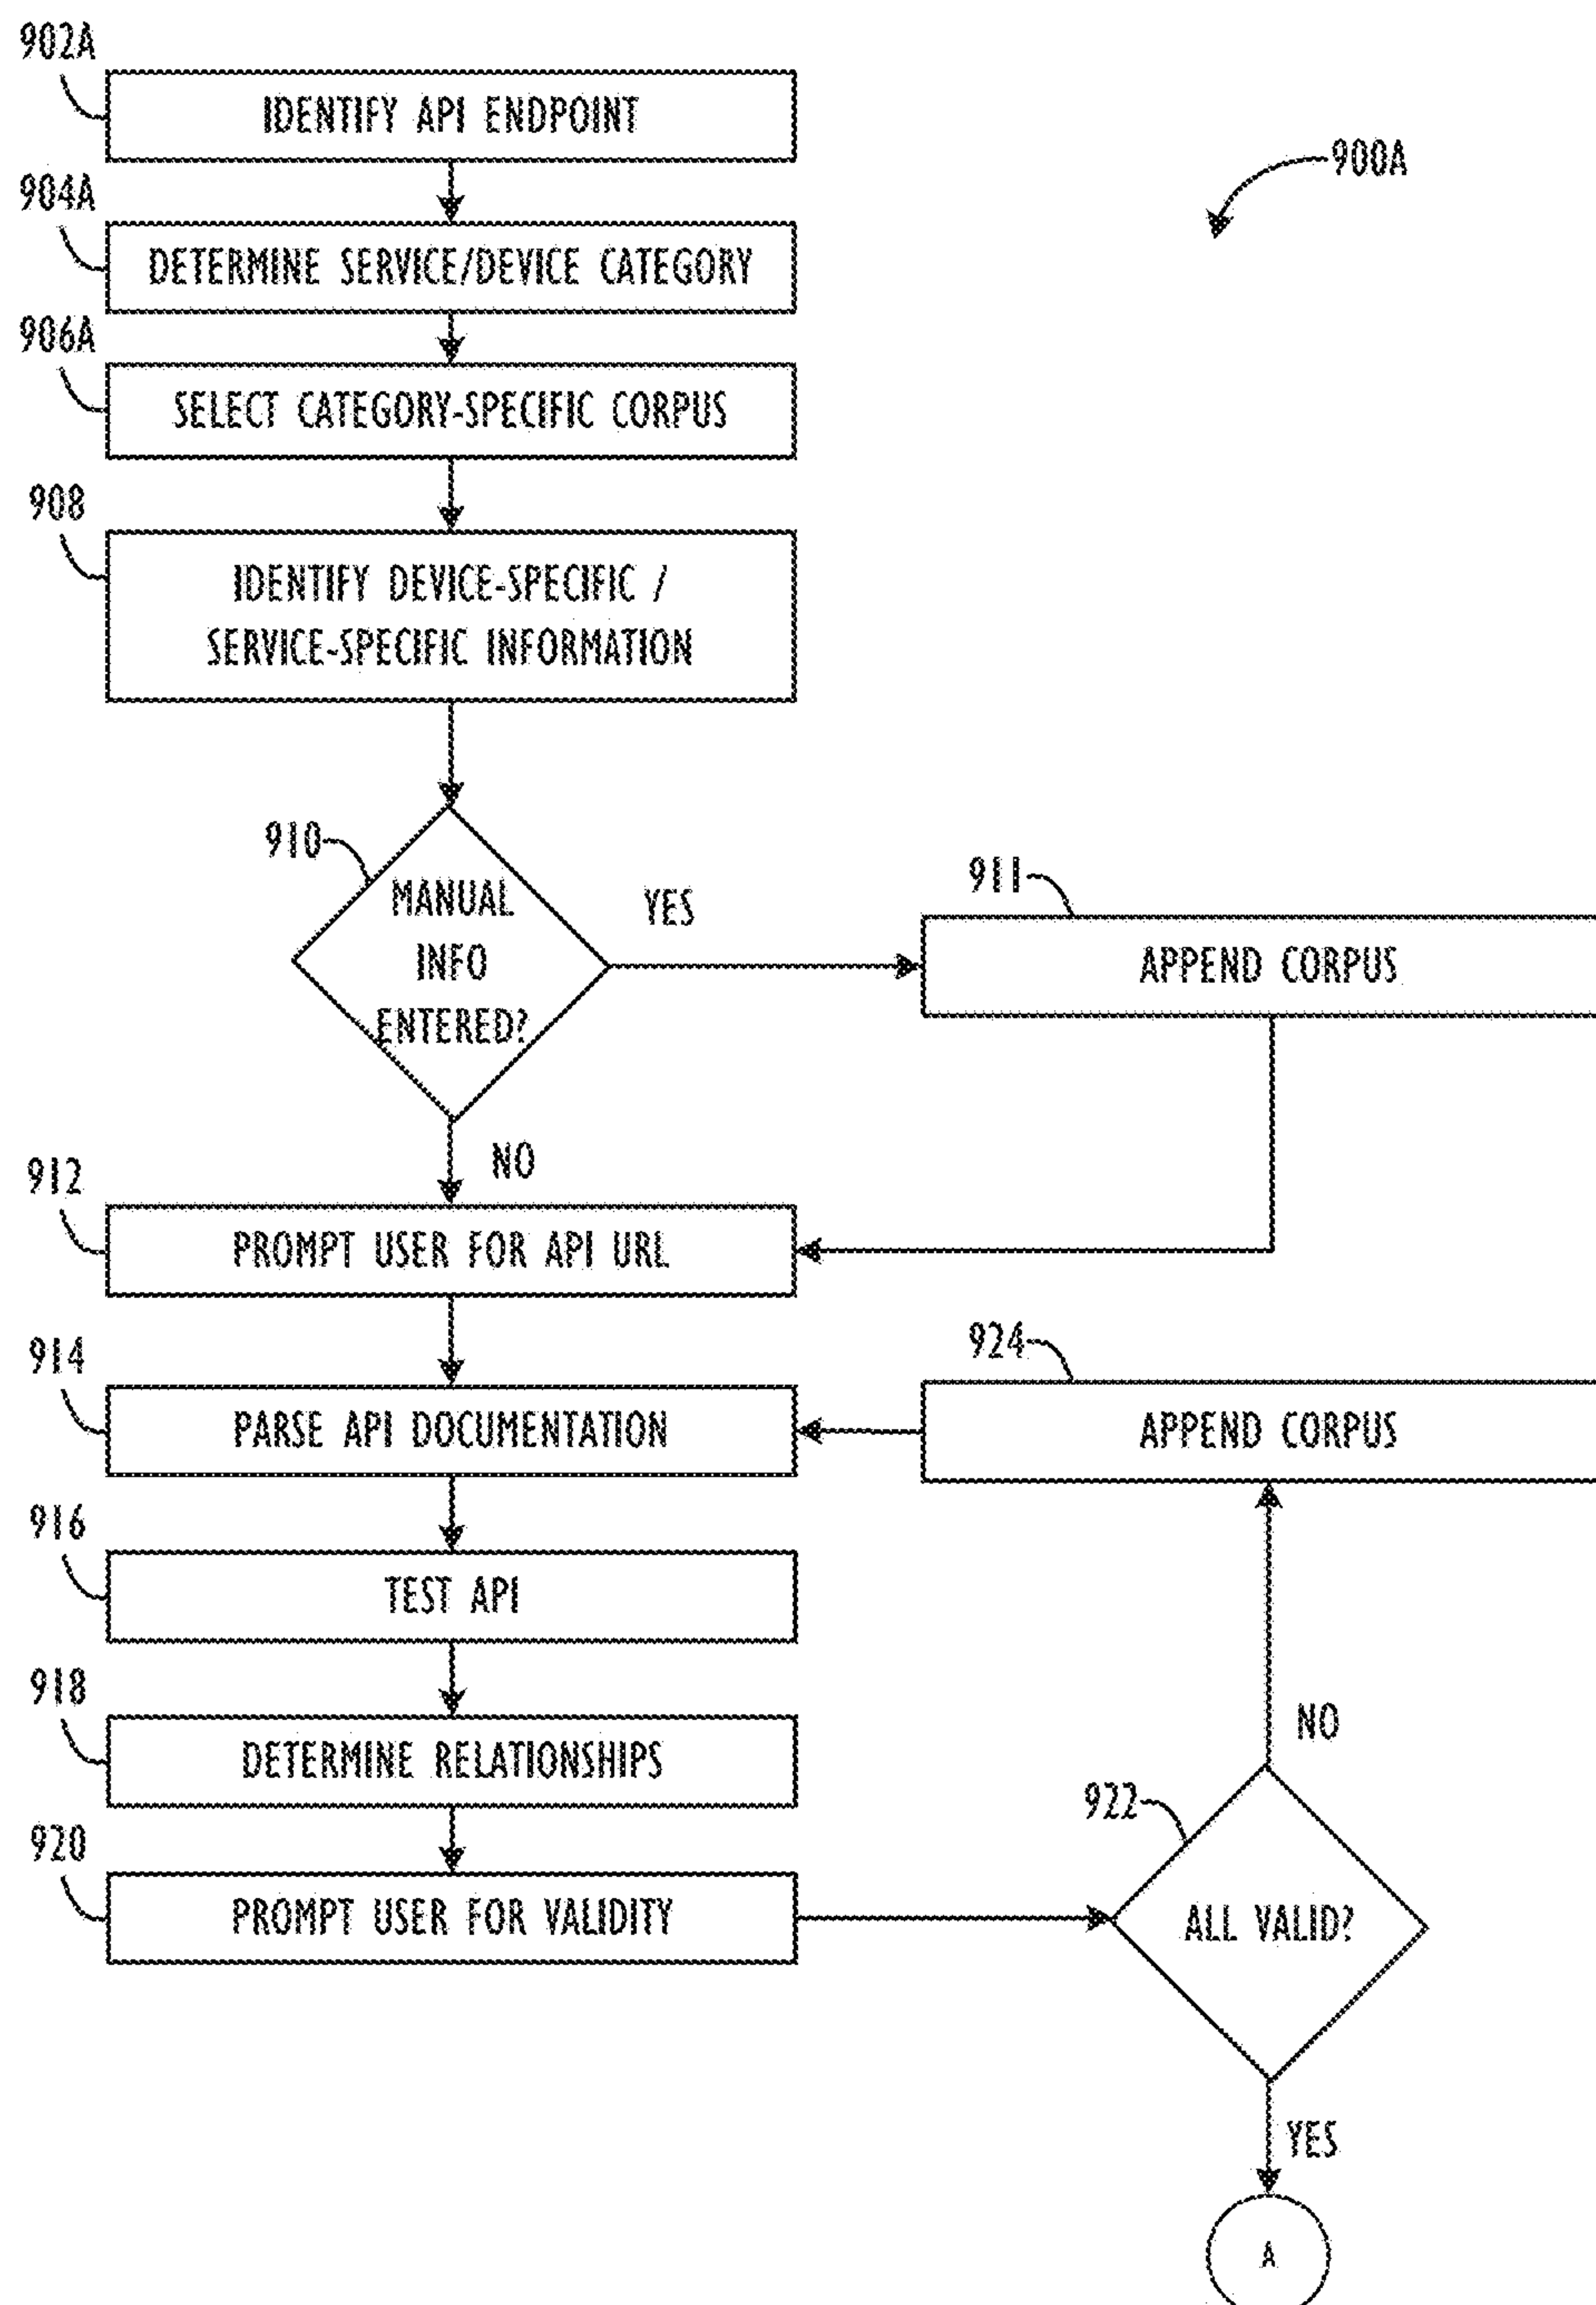 902A
IDENTIFY API ENDPOINT
900A
904A
DETERMINE SERVICE/DEVICE CATEGORY
906A
SELECT CATEGORY-SPECIFIC CORPUS
908
IDENTIFY DEVICE-SPECIFIC /
SERVICE-SPECIFIC INFORMATION
910
MANUAL
INFO
ENTERED?
YES
911
APPEND CORPUS
NO
912
PROMPT USER FOR API URL
914
PARSE API DOCUMENTATION
924
APPEND CORPUS
916
TEST API
918
DETERMINE RELATIONSHIPS
NO
920
PROMPT USER FOR VALIDITY
922
ALL VALID?
YES
A